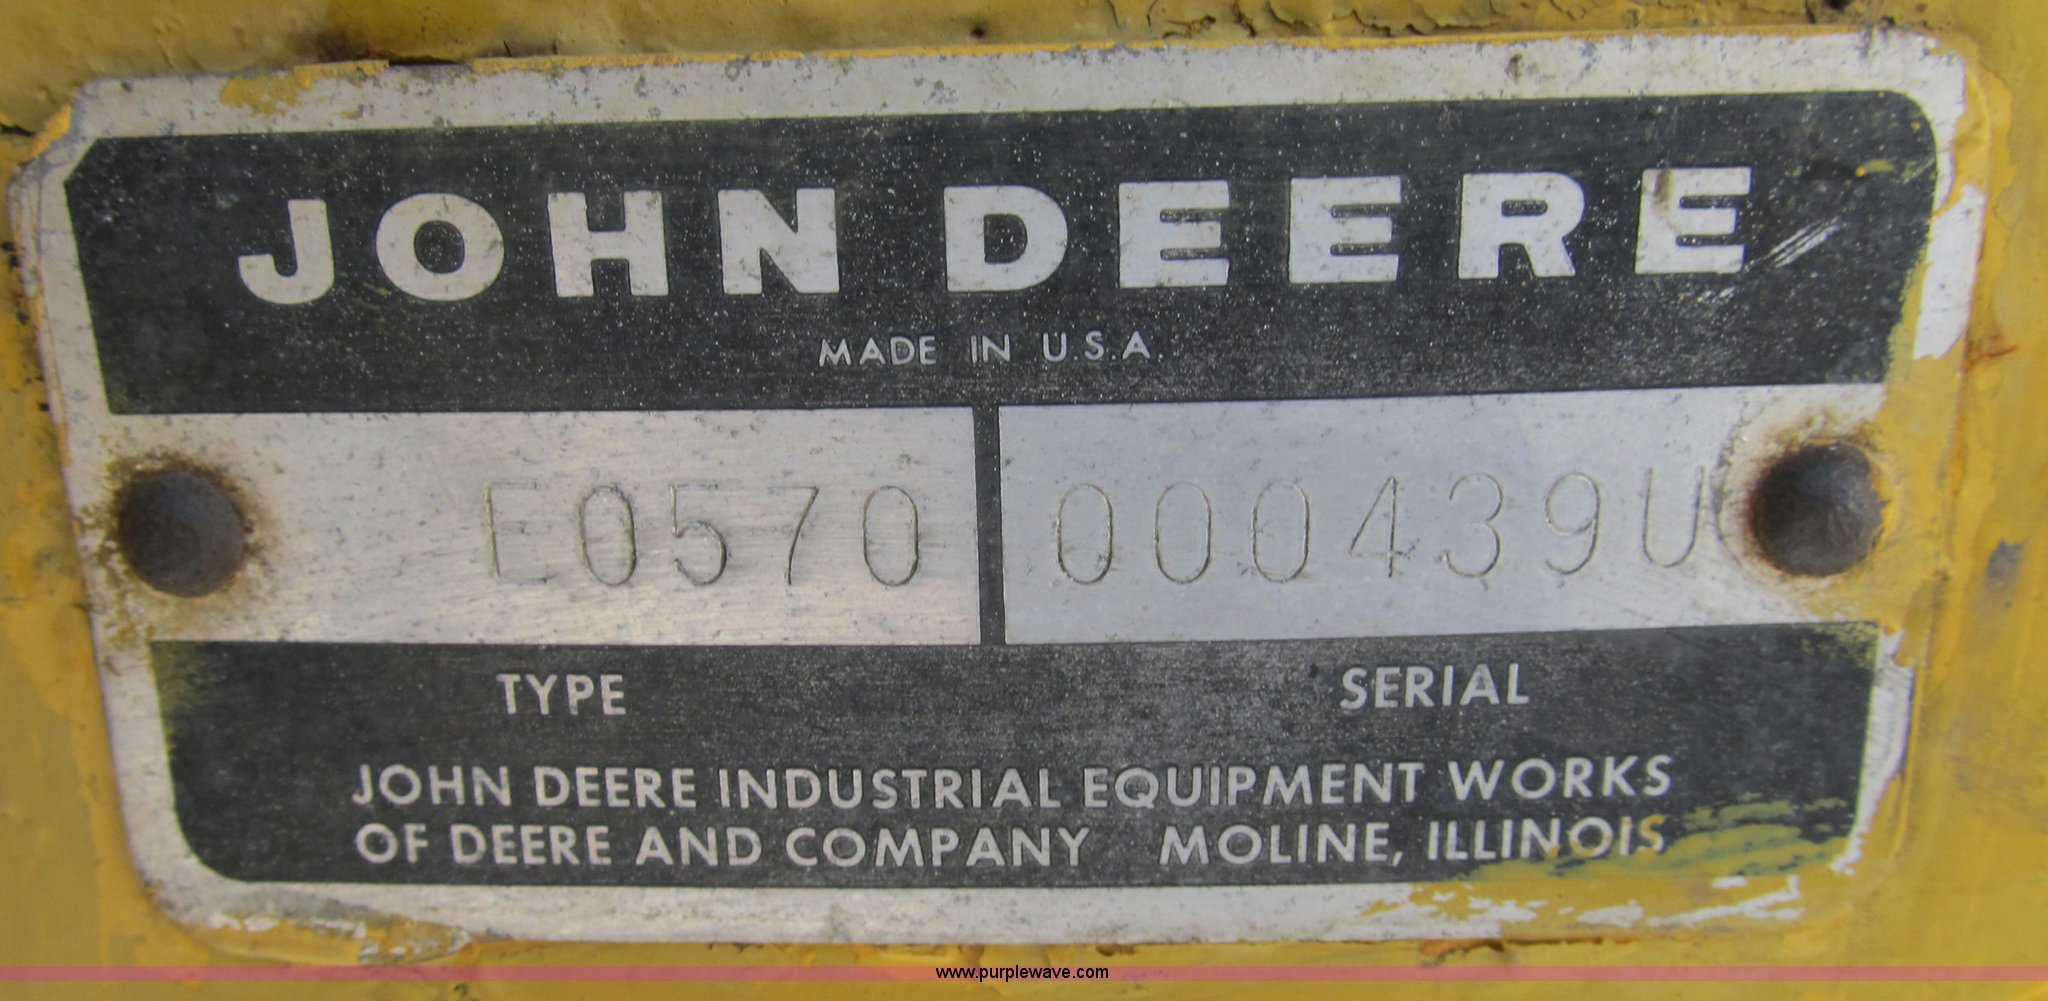 JOHN DEERE
MADE IN U.S.A.
E0570 000439U
TYPE SERIAL
JOHN DEERE INDUSTRIAL EQUIPMENT WORKS
OF DEERE AND COMPANY MOLINE, ILLINOIS
www.purplewave.com